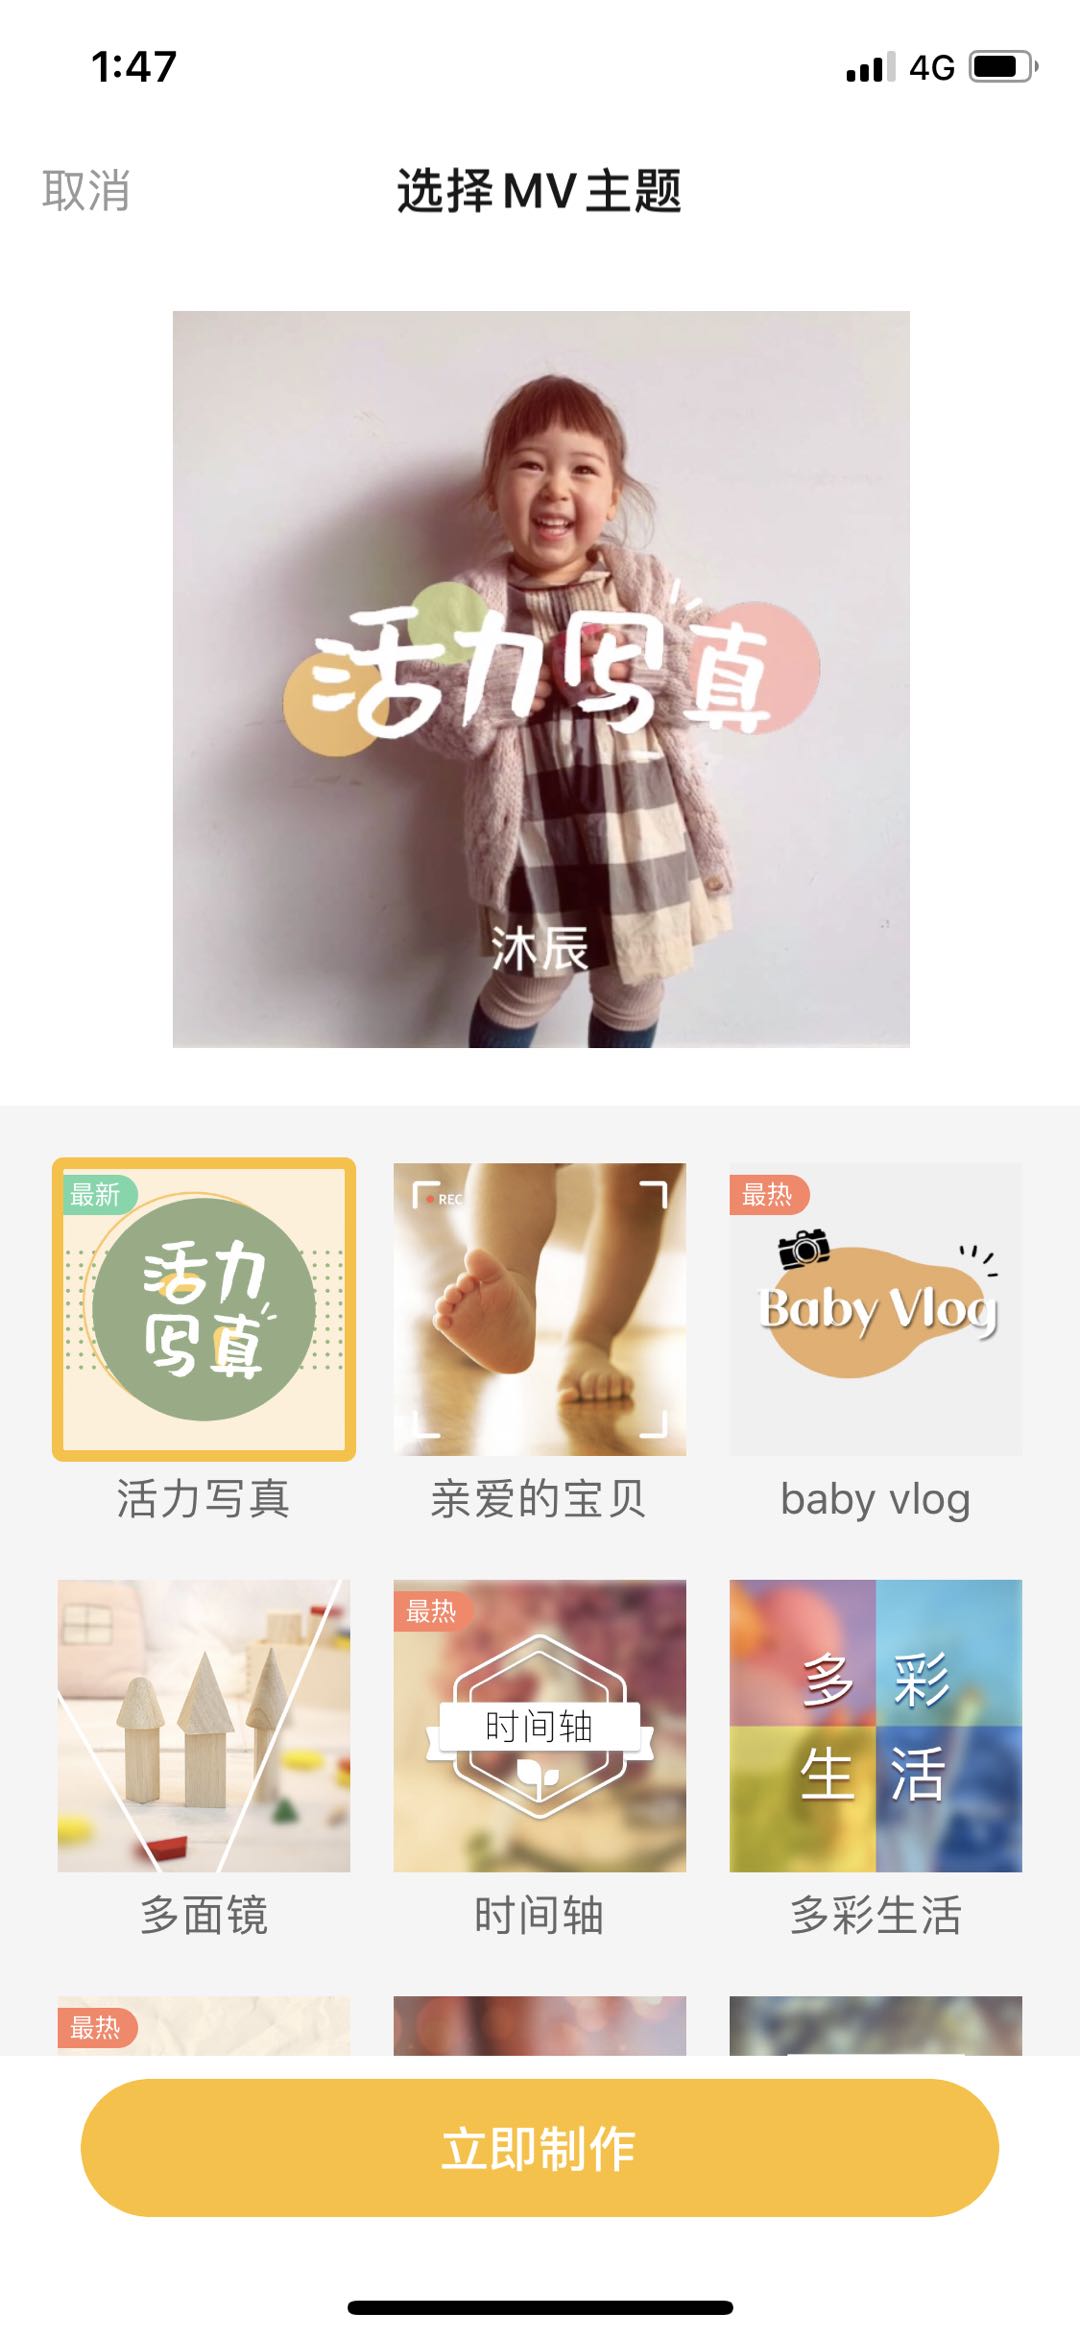 1:47
4G
取消
选择MV主题
活力写真
沐辰
最新
活力
写真
REC
最热
Baby Vlog
活力写真
亲爱的宝贝
baby vlog
最热
时间轴
多彩
生活
多面镜
时间轴
多彩生活
最热
立即制作